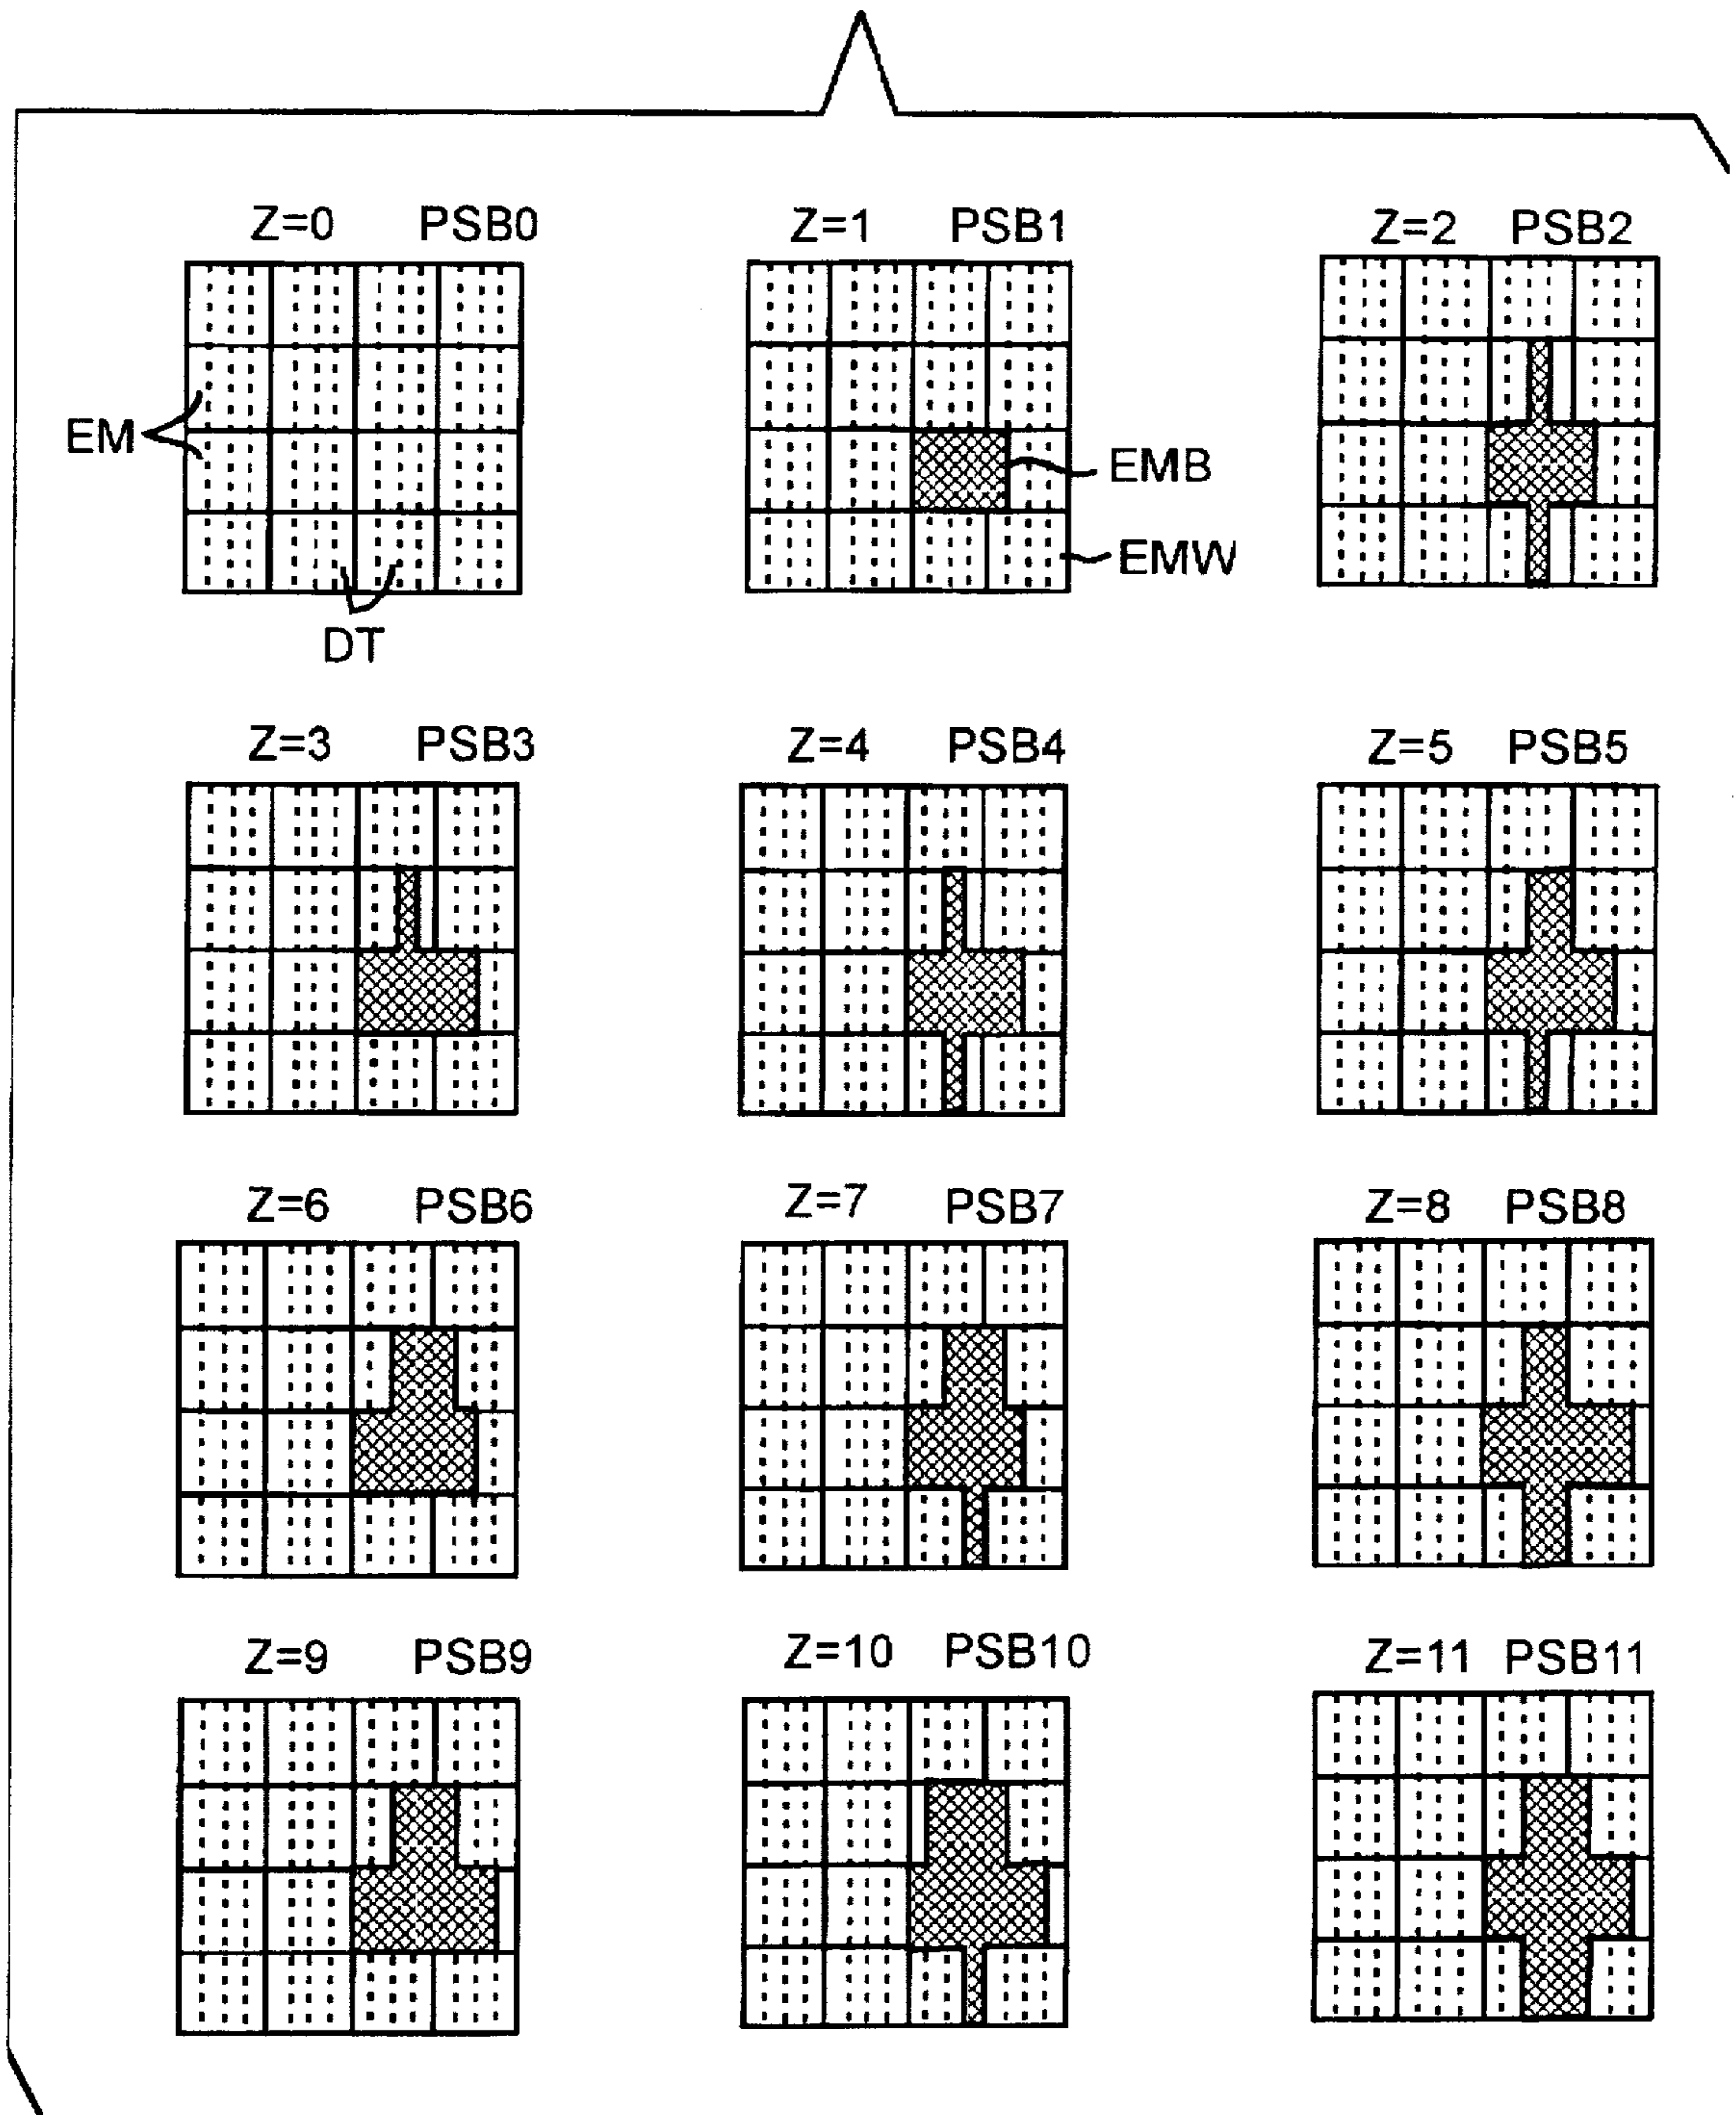 Z=0 PSB0
Z=1 PSB1
Z=2 PSB2
EM
EMB
EMW
DT
Z=3 PSB3
Z=4 PSB4
Z=5 PSB5
Z=6 PSB6
Z=7 PSB7
Z=8 PSB8
Z=9 PSB9
Z=10 PSB10
Z=11 PSB11